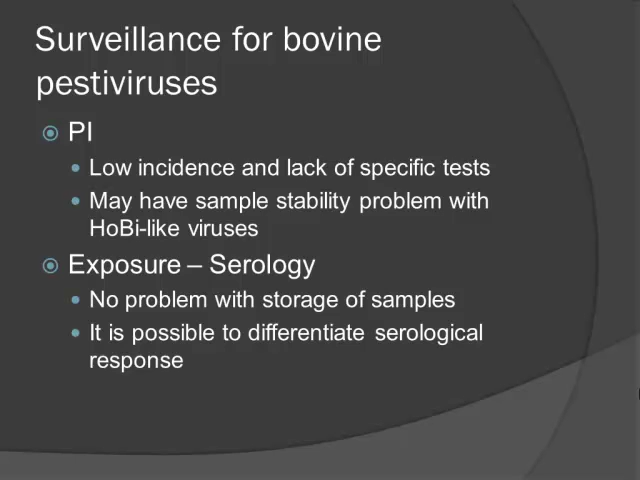 Surveillance for bovine
pestiviruses
PI
Low incidence and lack of specific tests
May have sample stability problem with
HoBi-like viruses
Exposure – Serology
No problem with storage of samples
It is possible to differentiate serological
response